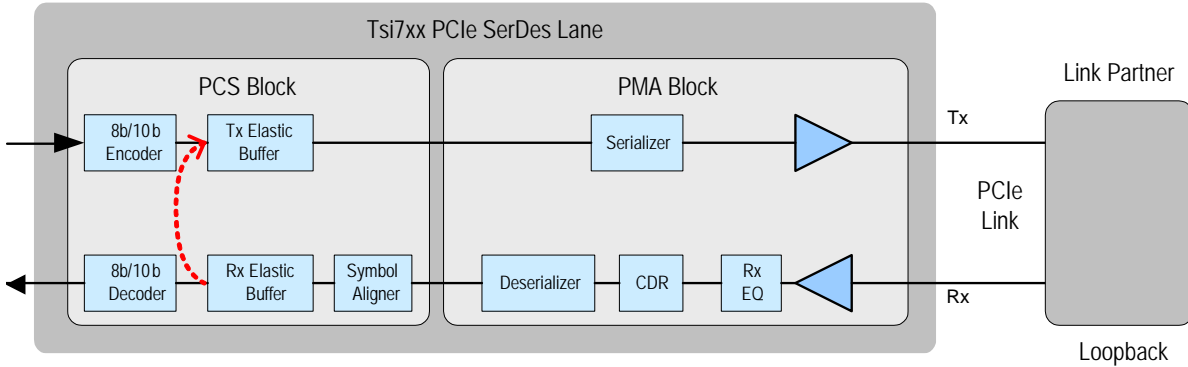 Tsi7xx PCIe SerDes Lane
PCS Block
PMA Block
Link Partner
8b/10b
Encoder
Tx Elastic
Buffer
Serializer
Tx
PCIe
Link
8b/10b
Decoder
Rx Elastic
Buffer
Symbol
Aligner
Deserializer
CDR
Rx
EQ
Rx
Loopback